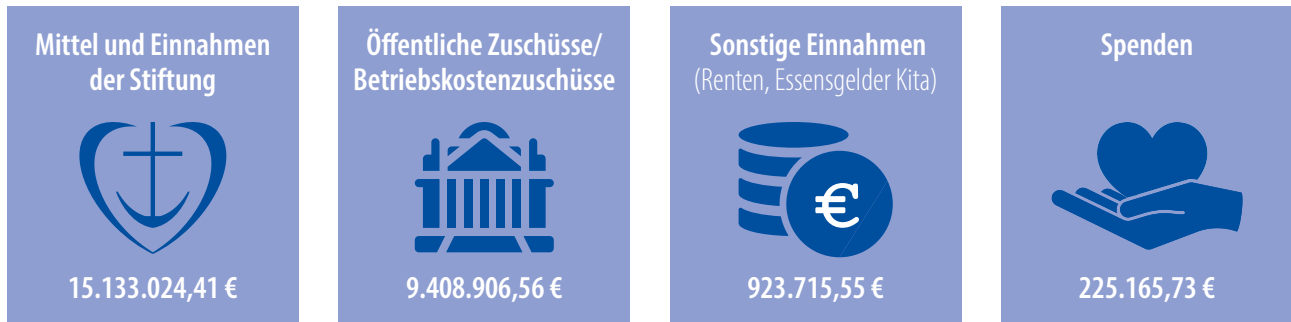 Mittel und Einnahmen
der Stiftung
15.133.024,41 €
Öffentliche Zuschüsse/
Betriebskostenzuschüsse
9.408.906,56 €
Sonstige Einnahmen
(Renten, Essensgelder Kita)
€
923.715,55 €
Spenden
225.165,73 €